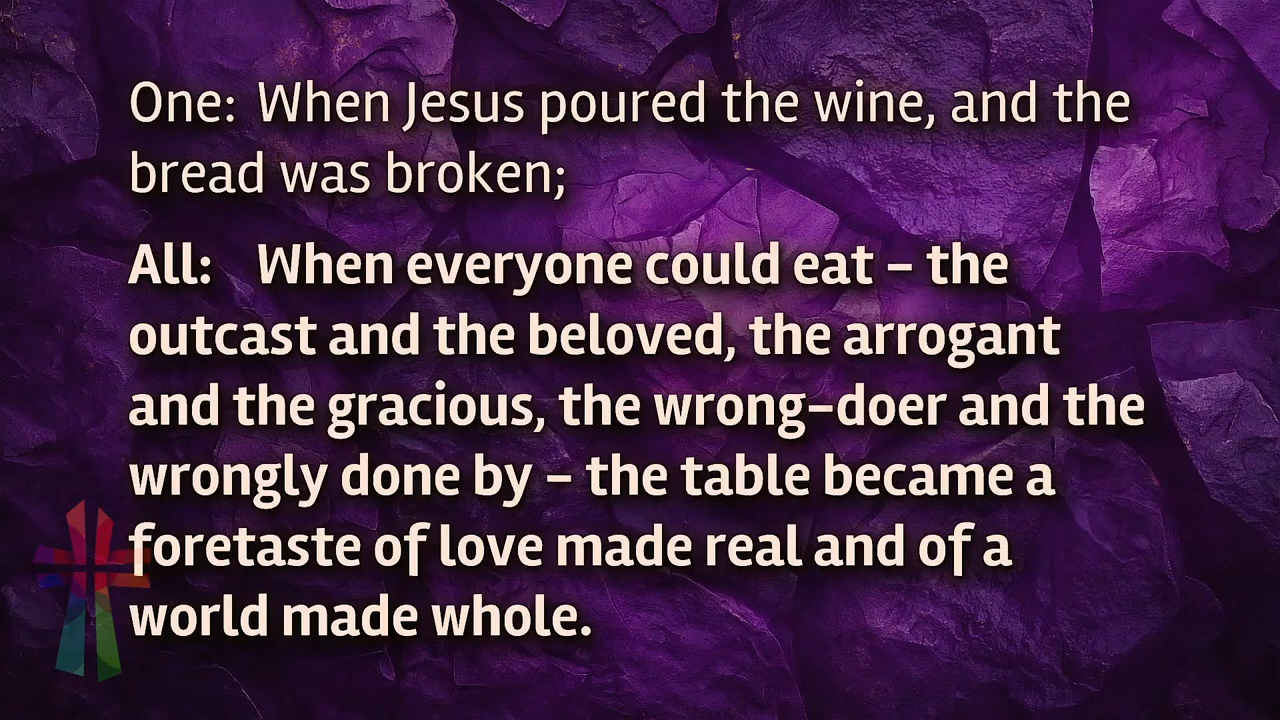 One: When Jesus poured the wine, and the
bread was broken;
All: When everyone could eat – the
outcast and the beloved, the arrogant
and the gracious, the wrong–doer and the
wrongly done by – the table became a
foretaste of love made real and of a
world made whole.